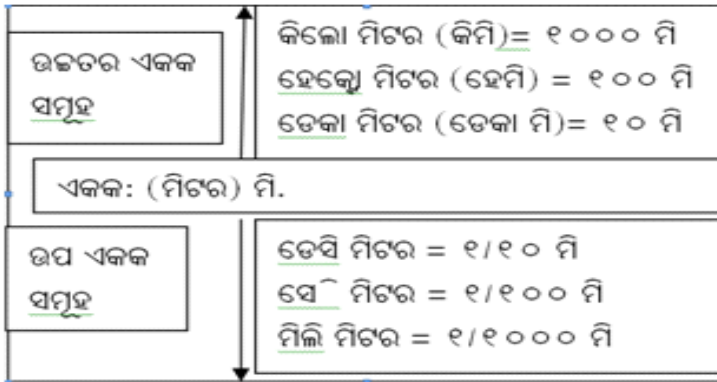 ଉଚ୍ଚତର ଏକକ
ସମୂହ
କିଲୋ ମିଟର (କିମି)= ୧୦୦୦ ମି
ହେକ୍ଟୋ ମିଟର (ହେମି) = ୧୦୦ ମି
ଡେକା ମିଟର (ଡେକା ମି)= ୧୦ ମି
ଏକକ: (ମିଟର) ମି.
ଉପ ଏକକ
ସମୂହ
ଡେସି ମିଟର = ୧/୧୦ ମି
ମିଟର = ୧/୧୦୦ ମି
ମିଲି ମିଟର = ୧/୧୦୦୦ ମି